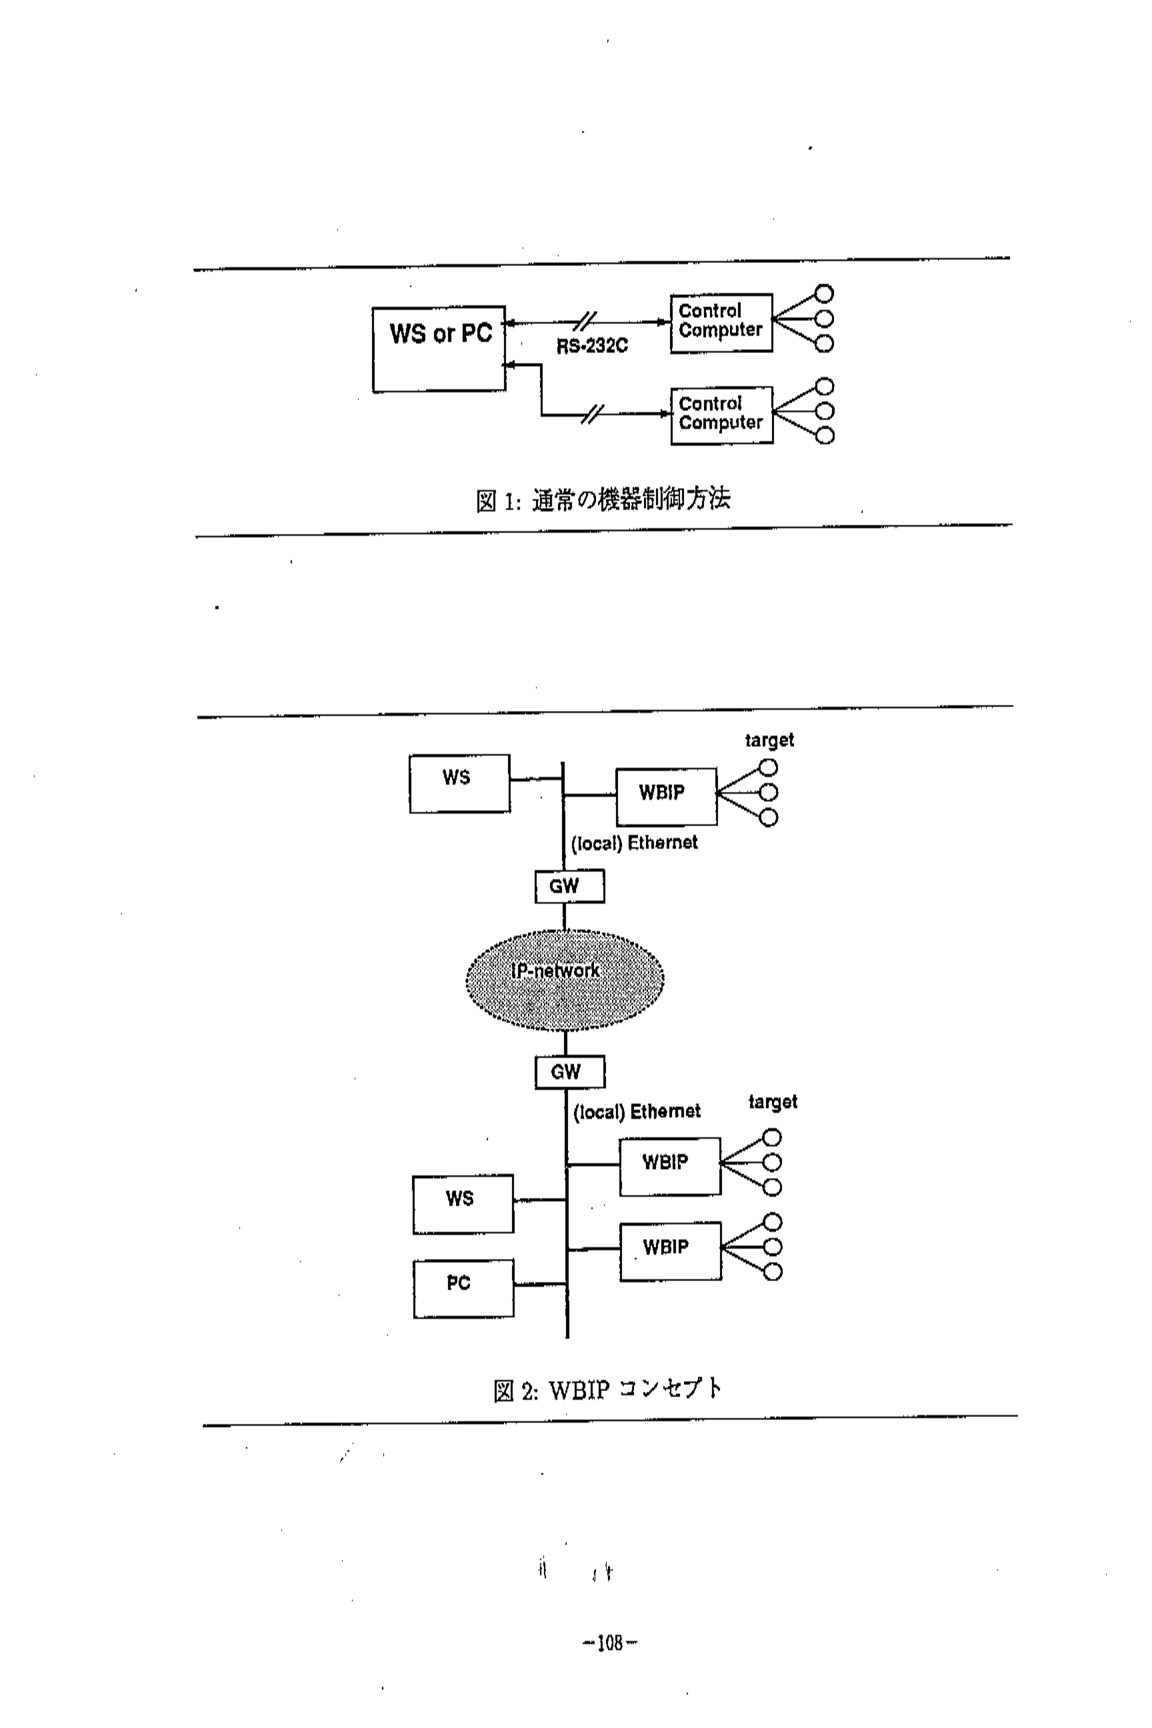 WS or PC
RS-232C
Control
Computer
Control
Computer
図 1: 通常の機器制御方法
target
WS
WBIP
(local) Ethernet
GW
IP-network
GW
(local) Ethernet
target
WBIP
WS
WBIP
PC
図 2: WBIP コンセプト
-108-